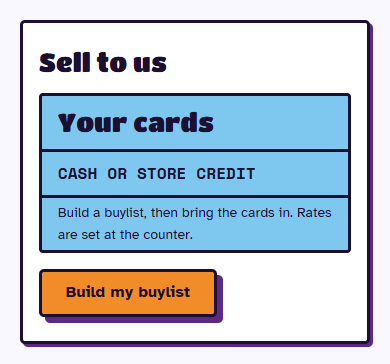 Sell to us
Your cards
CASH OR STORE CREDIT
Build a buylist, then bring the cards in. Rates
are set at the counter.
Build my buylist